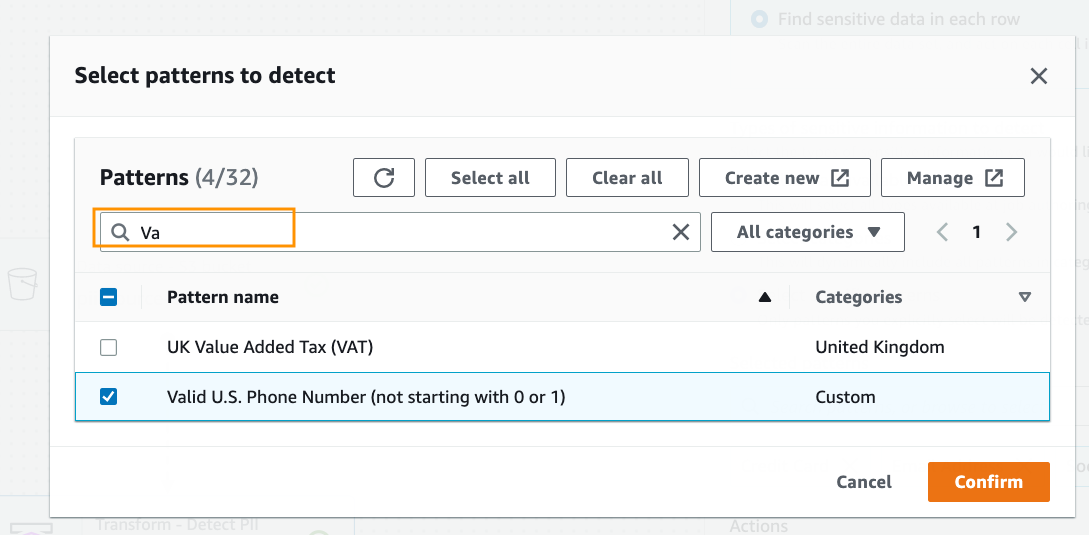 Find sensitive data in each row
Select patterns to detect
Patterns (4/32)
Select all
Clear all
Create new
Manage
Va
All categories
1
Pattern name
Categories
UK Value Added Tax (VAT)
United Kingdom
Valid U.S. Phone Number (not starting with 0 or 1)
Custom
Cancel
Confirm
Transform - Detect PII
Actions